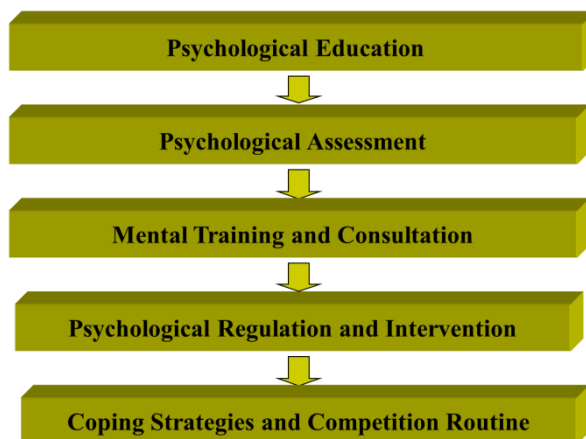 Psychological Education
Psychological Assessment
Mental Training and Consultation
Psychological Regulation and Intervention
Coping Strategies and Competition Routine